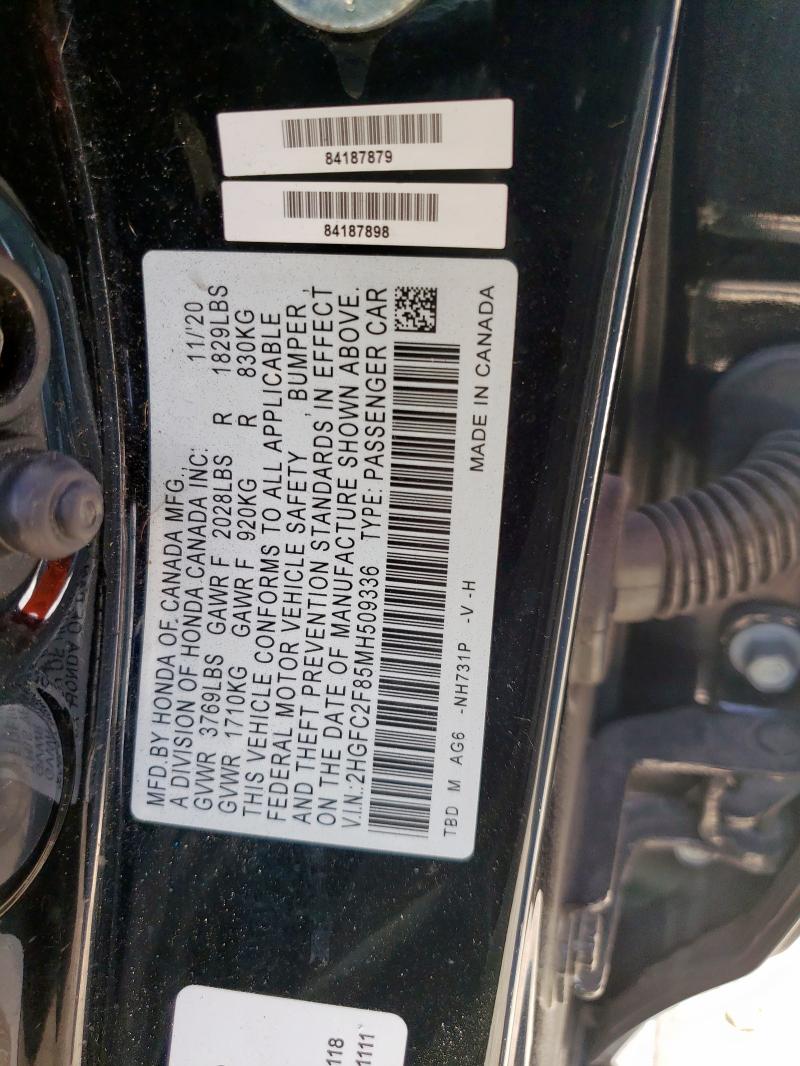 84187879
84187898
MFD.BY HONDA OF CANADA MFG., 11/'20
A DIVISION OF HONDA CANADA INC:
GVWR 3769LBS GAWR F 2028LBS R 1829LBS
GVWR 1710KG GAWR F 920KG R 830KG
THIS VEHICLE CONFORMS TO ALL APPLICABLE
FEDERAL MOTOR VEHICLE SAFETY , BUMPER ,
AND THEFT PREVENTION STANDARDS IN EFFECT
ON THE DATE OF MANUFACTURE SHOWN ABOVE.
V.I.N.:2HGFC2F85MH509336 TYPE: PASSENGER CAR
TBD M AG6 -NH731P -V -H
MADE IN CANADA
118
1111